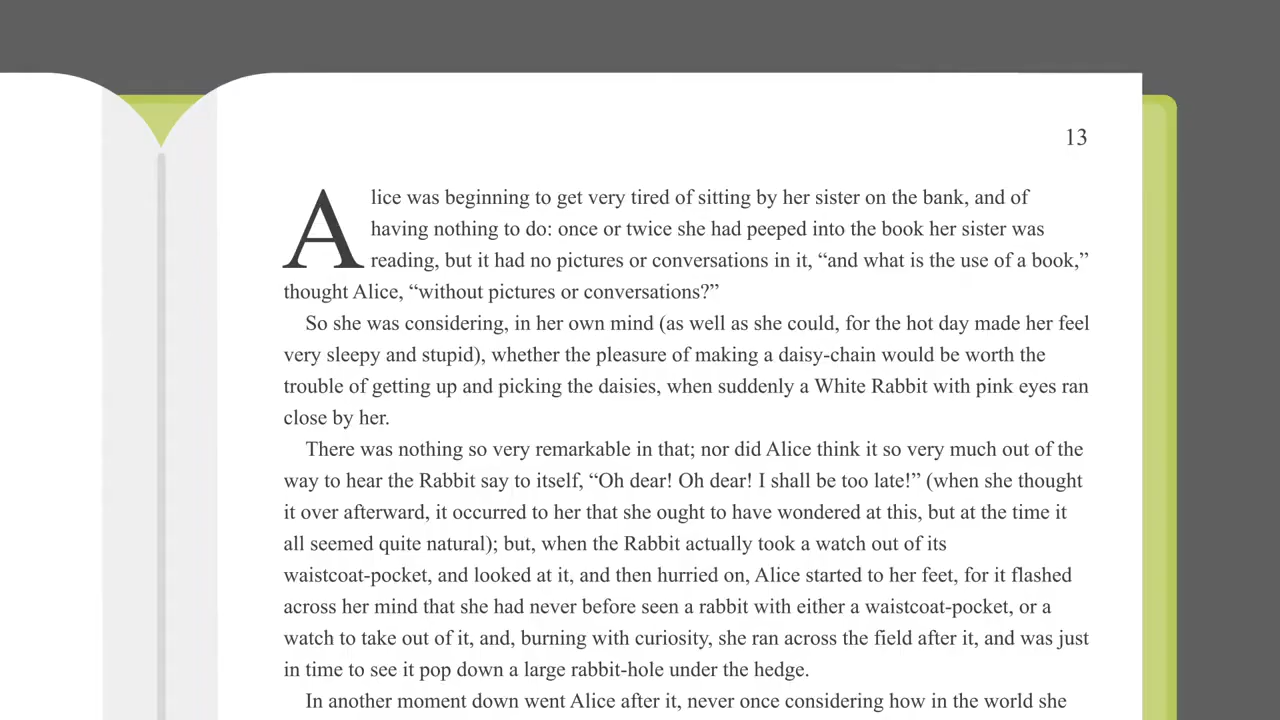 13
Alice was beginning to get very tired of sitting by her sister on the bank, and of
having nothing to do: once or twice she had peeped into the book her sister was
reading, but it had no pictures or conversations in it, “and what is the use of a book,”
thought Alice, “without pictures or conversations?”
So she was considering, in her own mind (as well as she could, for the hot day made her feel
very sleepy and stupid), whether the pleasure of making a daisy-chain would be worth the
trouble of getting up and picking the daisies, when suddenly a White Rabbit with pink eyes ran
close by her.
There was nothing so very remarkable in that; nor did Alice think it so very much out of the
way to hear the Rabbit say to itself, “Oh dear! Oh dear! I shall be too late!” (when she thought
it over afterward, it occurred to her that she ought to have wondered at this, but at the time it
all seemed quite natural); but, when the Rabbit actually took a watch out of its
waistcoat-pocket, and looked at it, and then hurried on, Alice started to her feet, for it flashed
across her mind that she had never before seen a rabbit with either a waistcoat-pocket, or a
watch to take out of it, and, burning with curiosity, she ran across the field after it, and was just
in time to see it pop down a large rabbit-hole under the hedge.
In another moment down went Alice after it, never once considering how in the world she